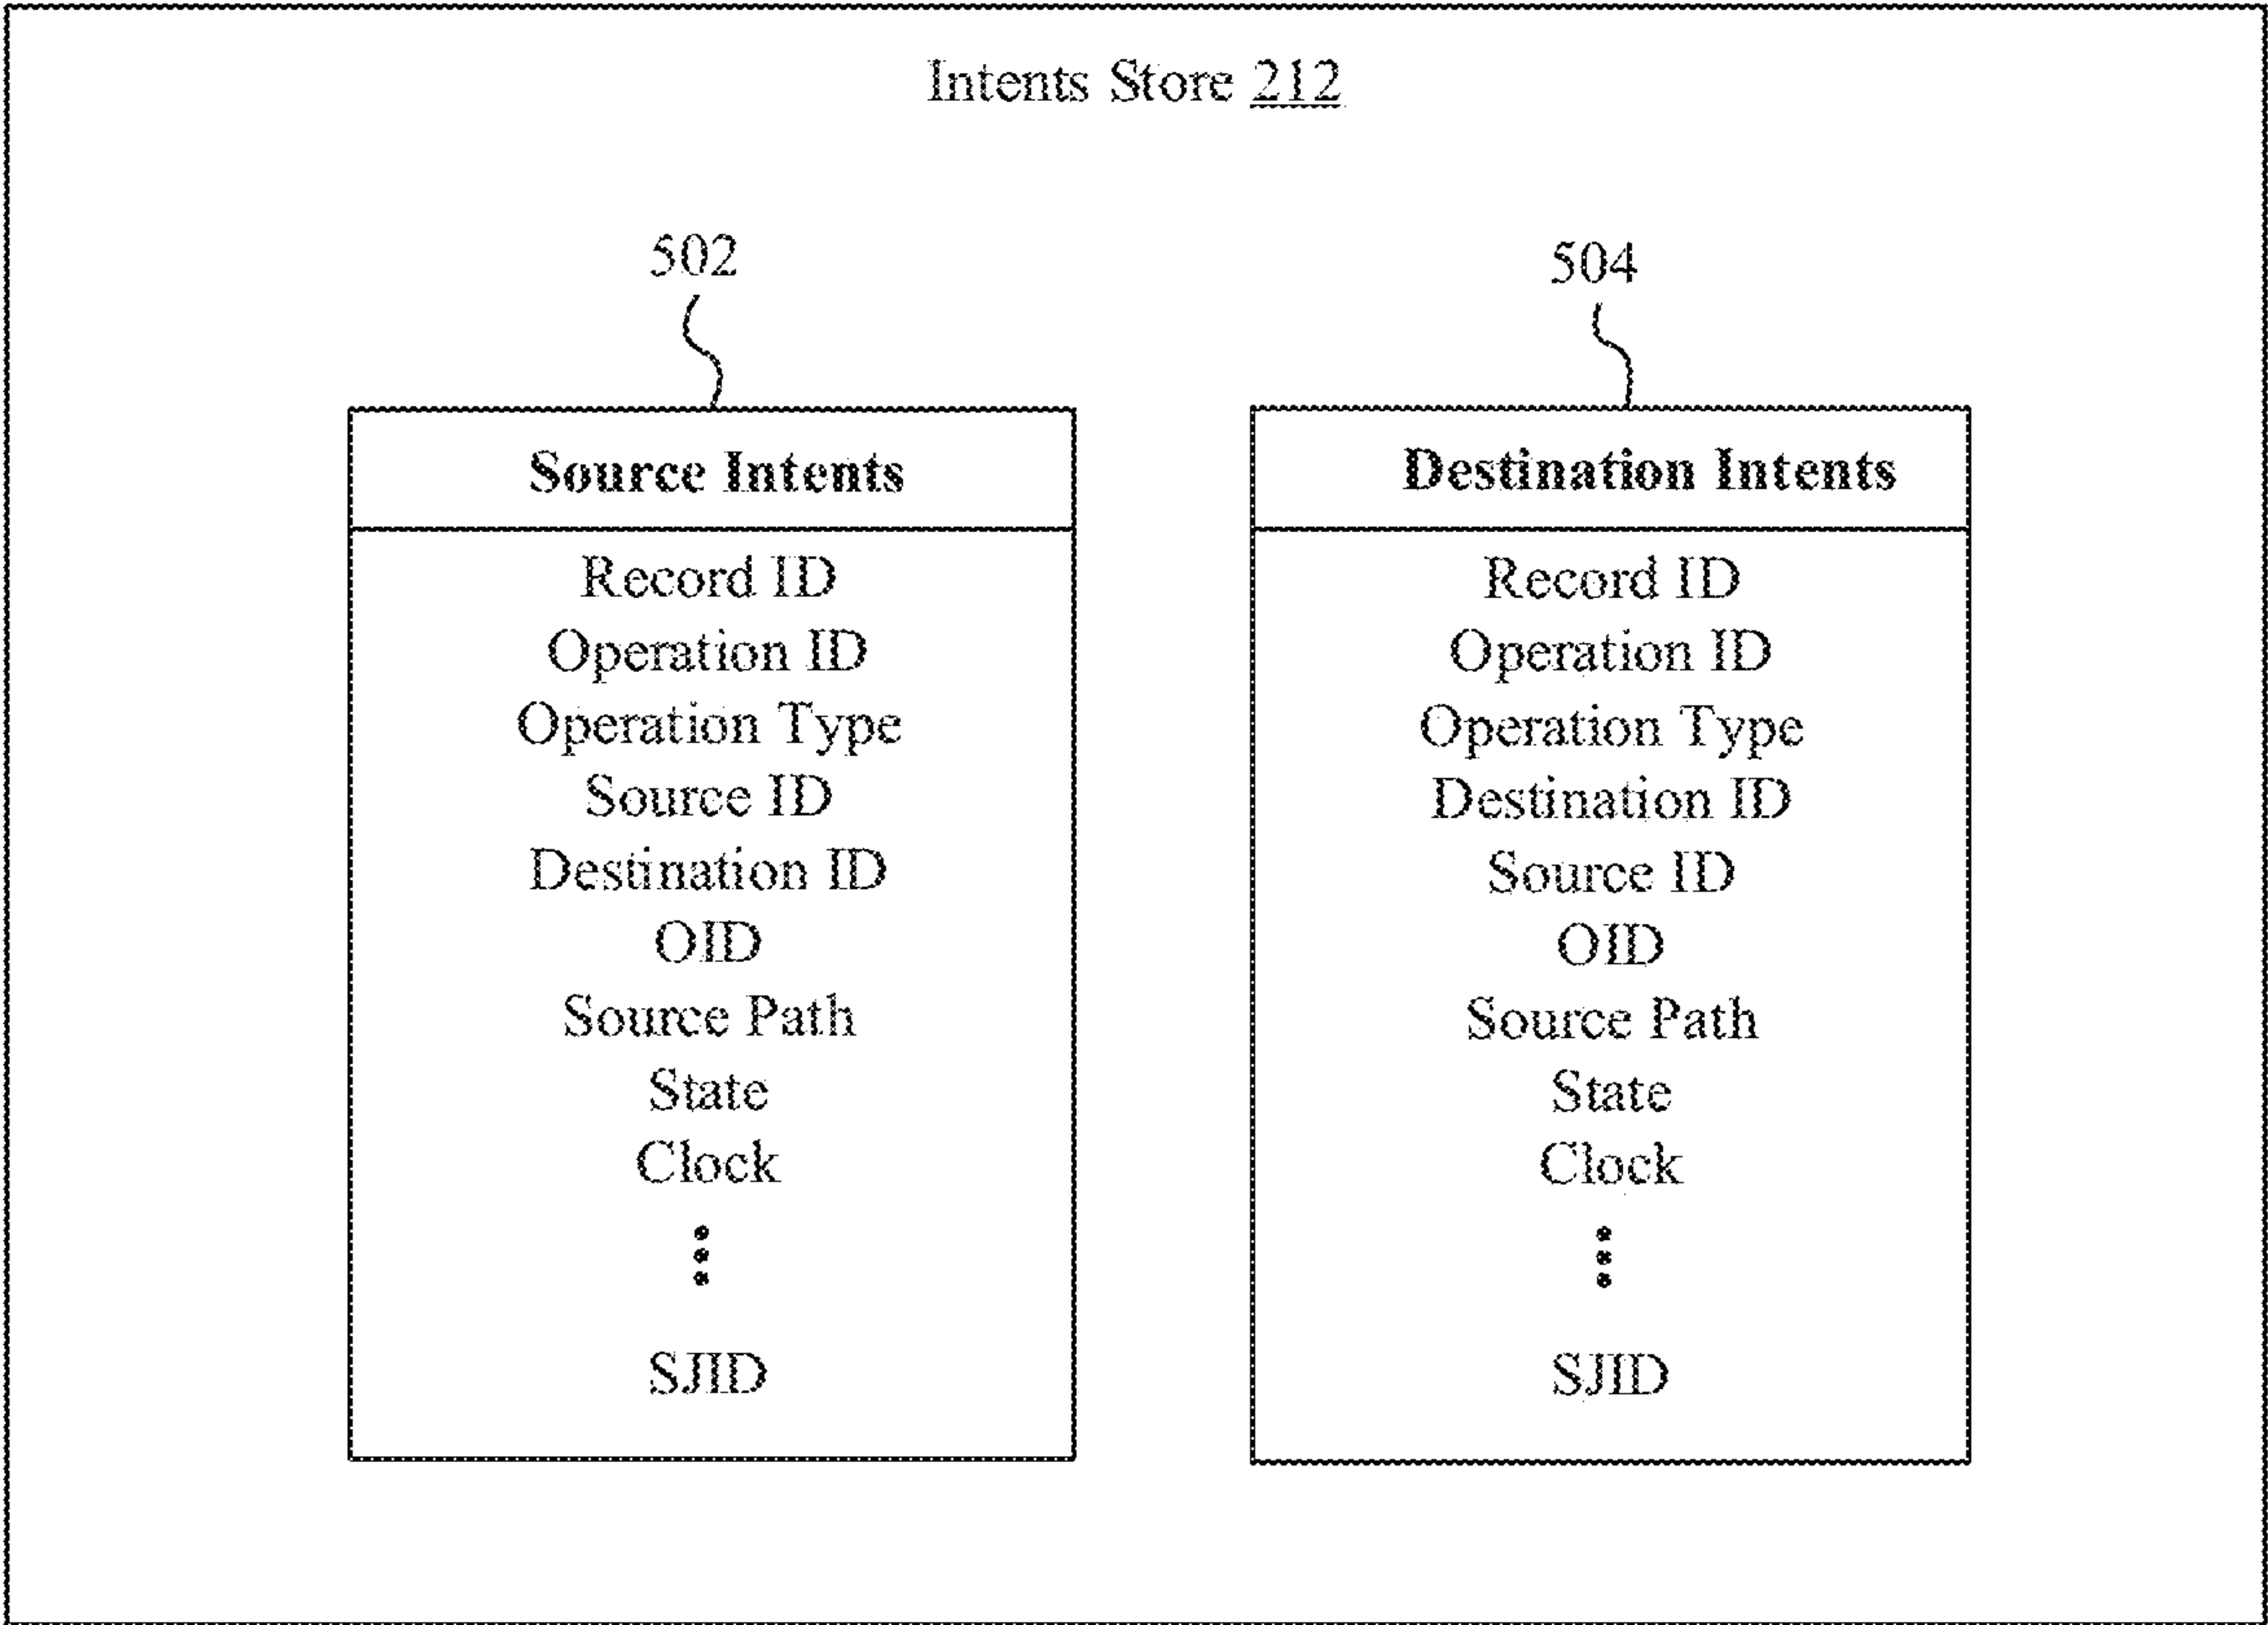 Intents Store 212
502
Source Intents
Record ID
Operation ID
Operation Type
Source ID
Destination ID
OID
Source Path
State
Clock
SJID
504
Destination Intents
Record ID
Operation ID
Operation Type
Destination ID
Source ID
OID
Source Path
State
Clock
SJID